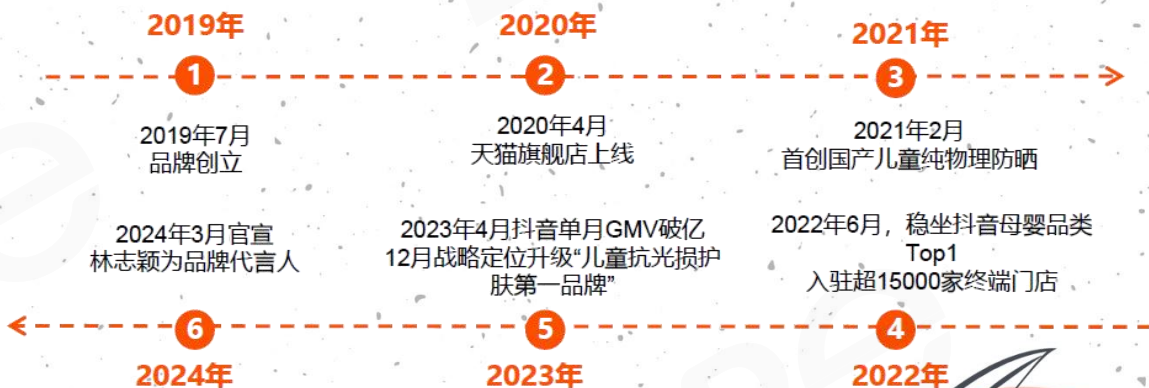 2019年
2020年
2021年
1
2
3
2019年7月
品牌创立
2020年4月
天猫旗舰店上线
2021年2月
首创国产儿童纯物理防晒
2022年6月，稳坐抖音母婴品类
Top1
入驻超15000家终端门店
2023年4月抖音单月GMV破亿
12月战略定位升级“儿童抗光损护
肤第一品牌”
2024年3月官宣
林志颖为品牌代言人
6
5
4
2024年
2023年
2022年